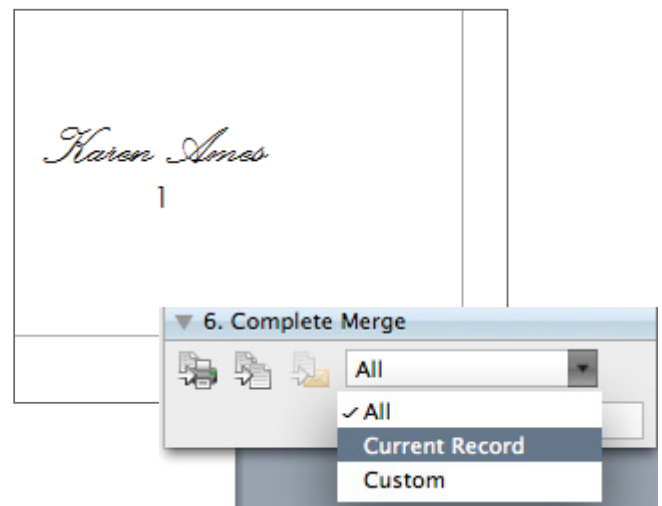 Karen Ames
1
6. Complete Merge
All
✓ All
Current Record
Custom